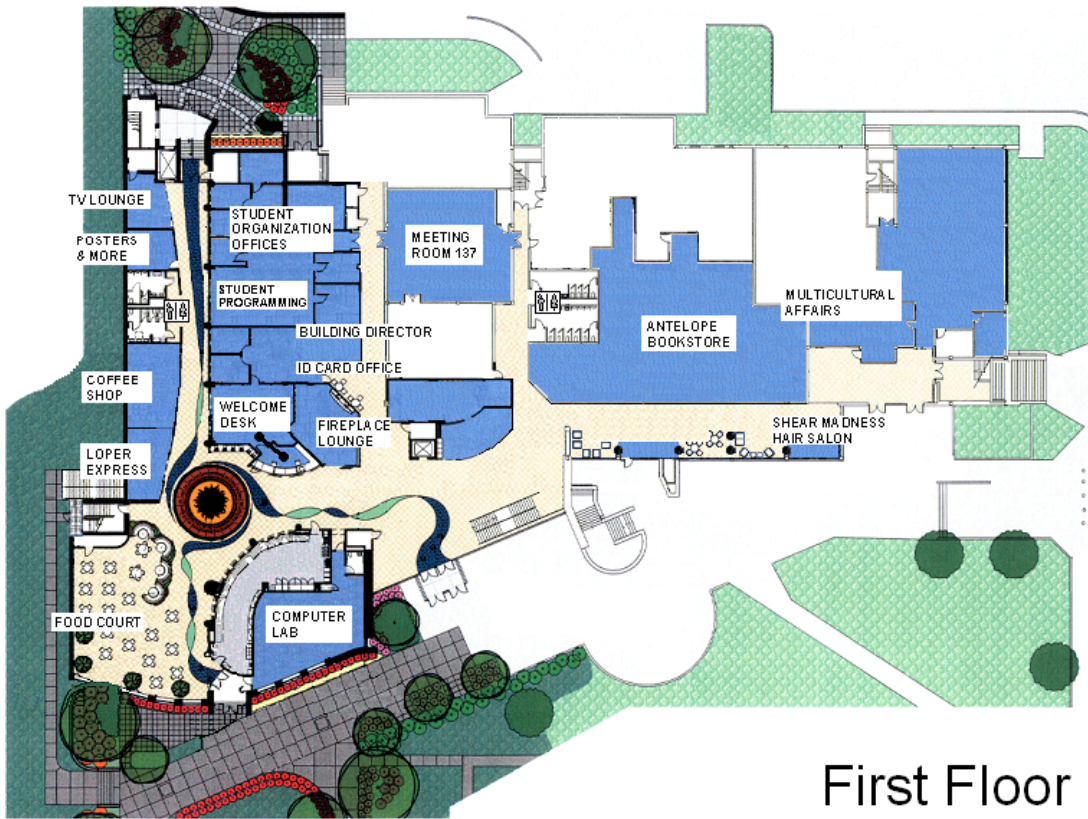 TV LOUNGE
POSTERS
& MORE
STUDENT
ORGANIZATION
OFFICES
MEETING
ROOM 137
STUDENT
PROGRAMMING
MULTICULTURAL
AFFAIRS
BUILDING DIRECTOR
ANTELOPE
BOOKSTORE
ID CARD OFFICE
COFFEE
SHOP
WELCOME
DESK
FIREPLACE
LOUNGE
SHEAR MADNESS
HAIR SALON
LOPER
EXPRESS
FOOD COURT
COMPUTER
LAB
First Floor